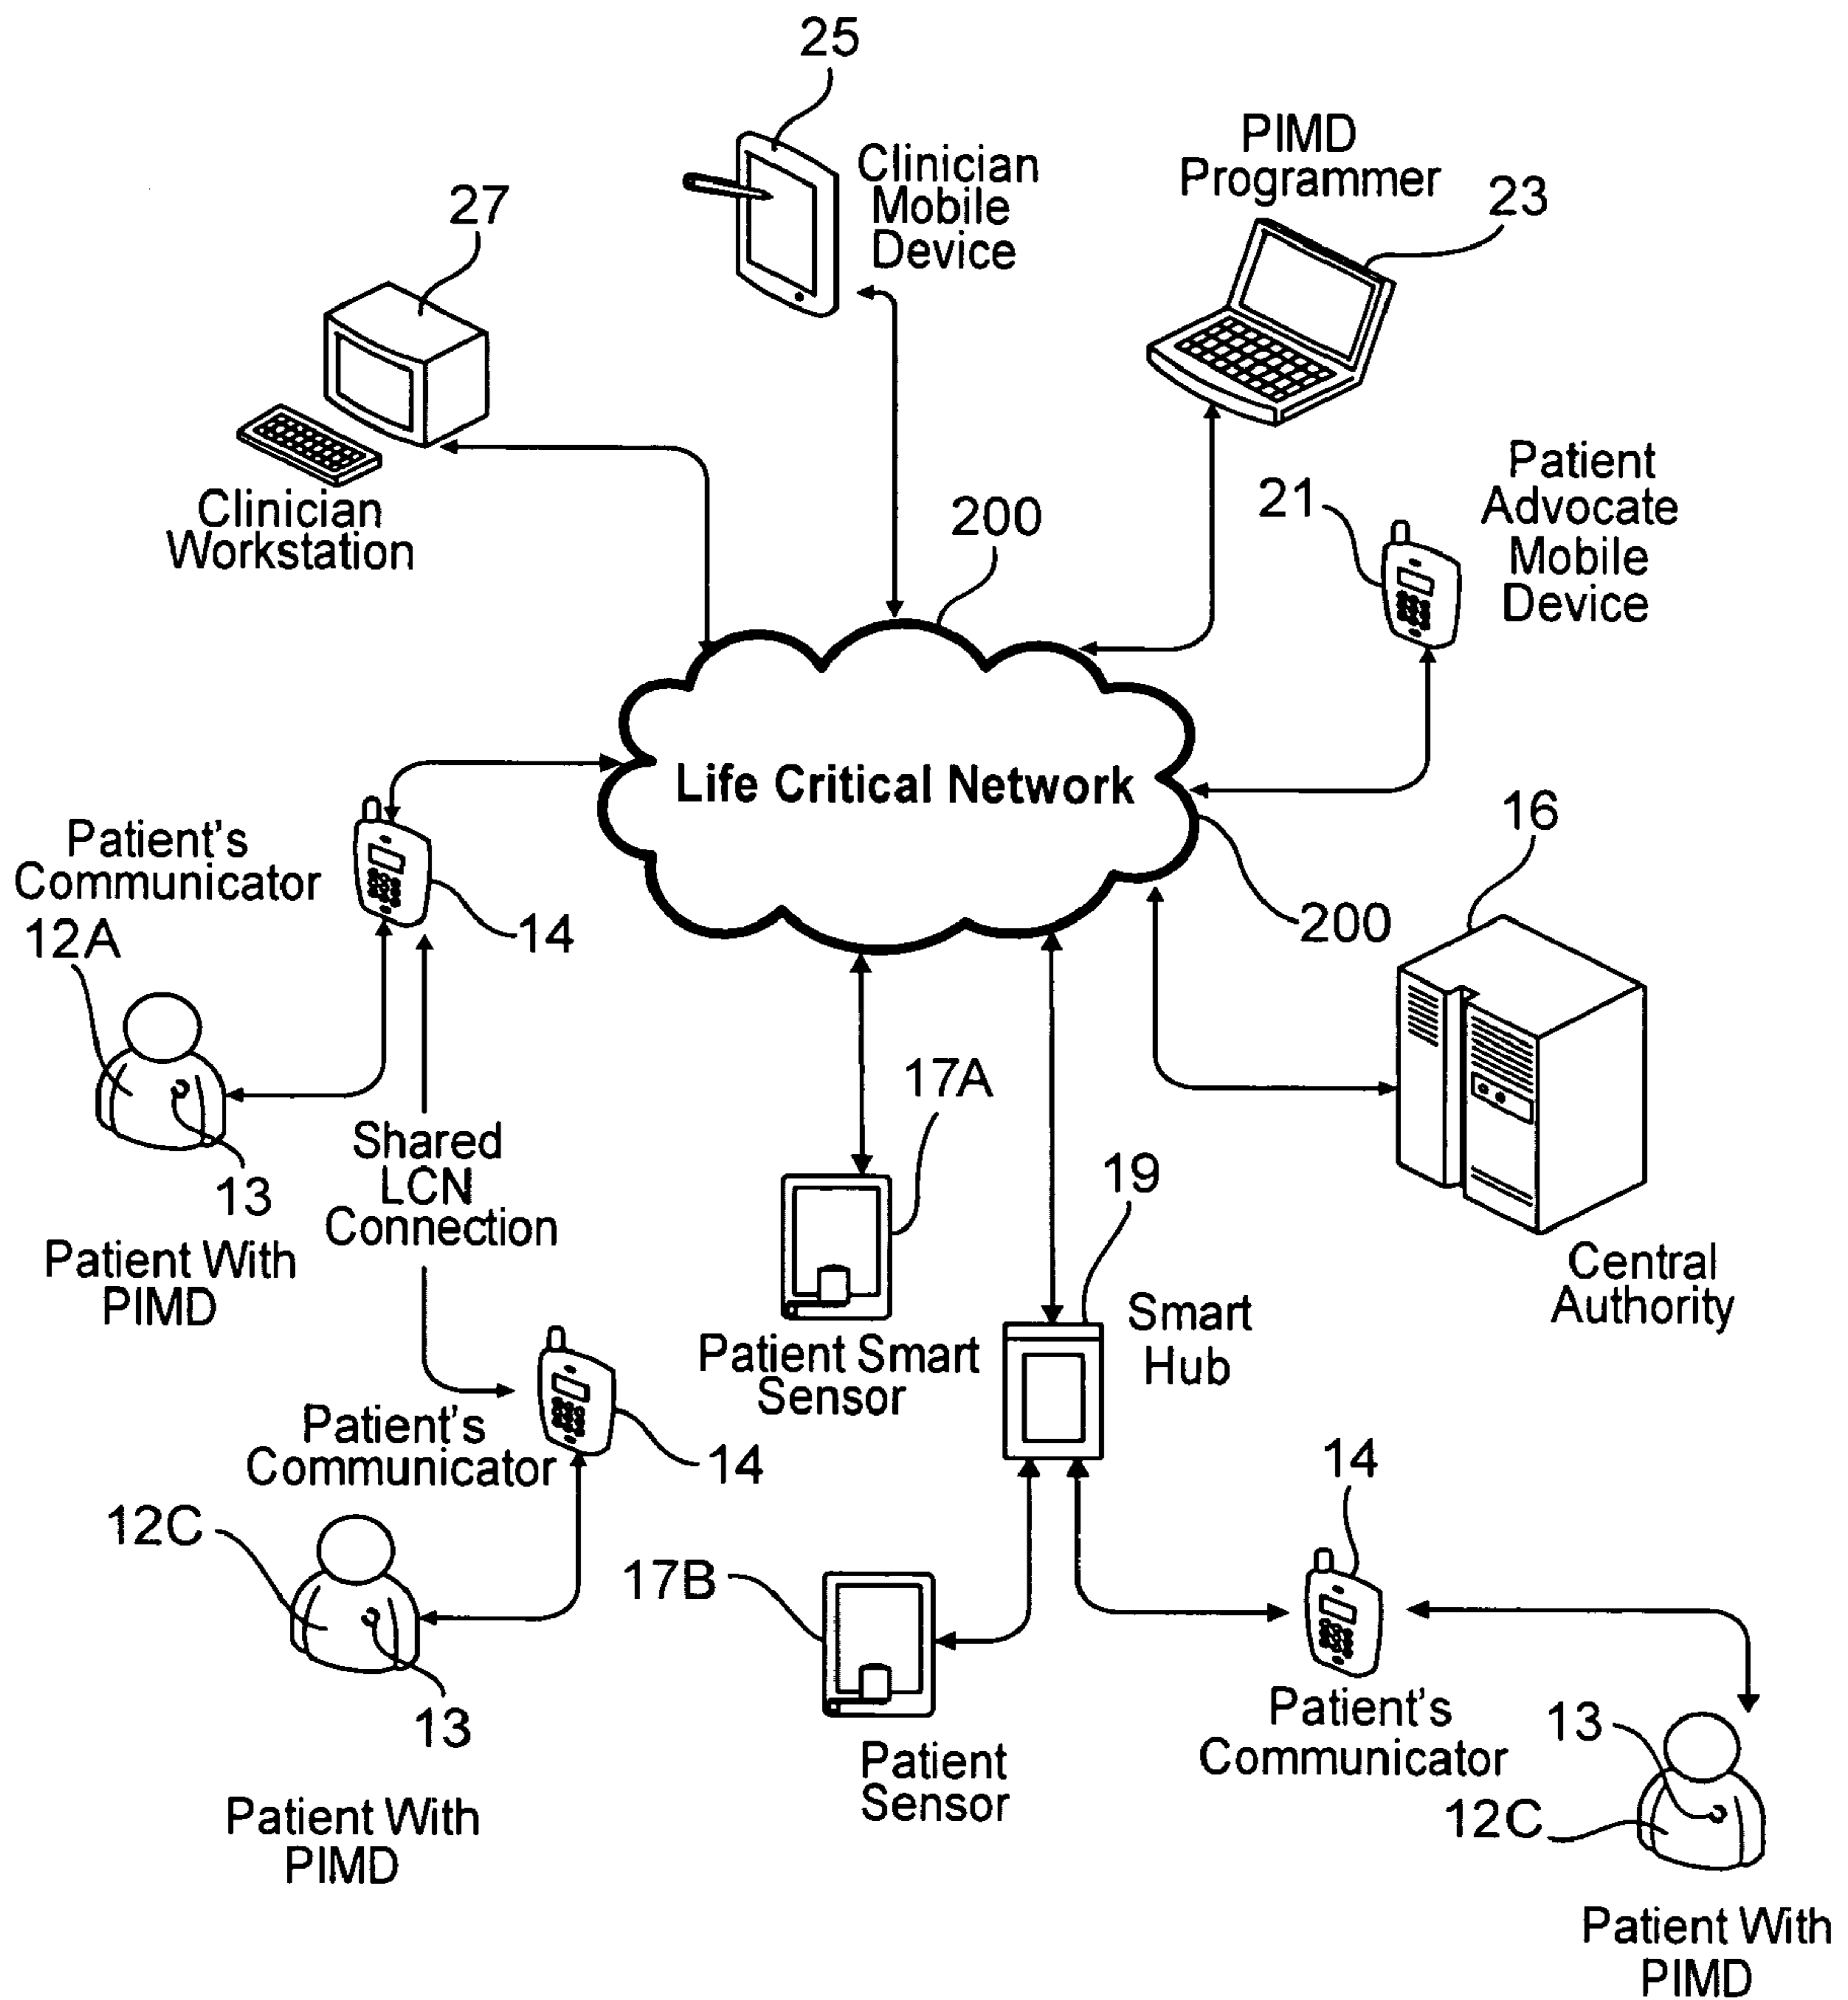 25
PIMD
Programmer
23
Clinician
Mobile
Device
27
Clinician
Workstation
200
21
Patient
Advocate
Mobile
Device
Life Critical Network
16
200
Patient's
Communicator
12A
14
13
Patient With
PIMD
Shared
LCN
Connection
17A
19
Central
Authority
Patient Smart
Sensor
Smart
Hub
Patient's
Communicator
14
12C
13
Patient With
PIMD
17B
Patient
Sensor
14
Patient's
Communicator
13
12C
Patient With
PIMD